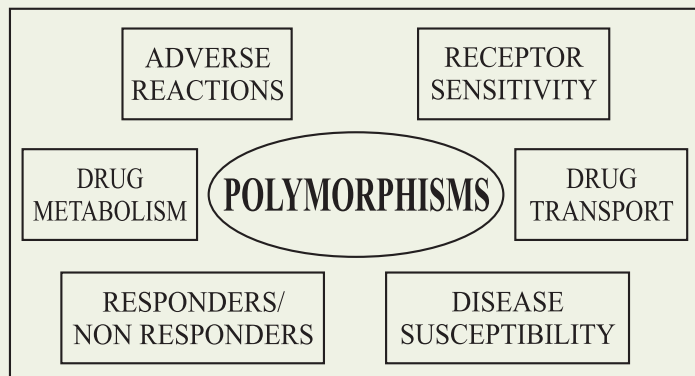 ADVERSE
REACTIONS
RECEPTOR
SENSITIVITY
DRUG
METABOLISM
POLYMORPHISMS
DRUG
TRANSPORT
RESPONDERS/
NON RESPONDERS
DISEASE
SUSCEPTIBILITY